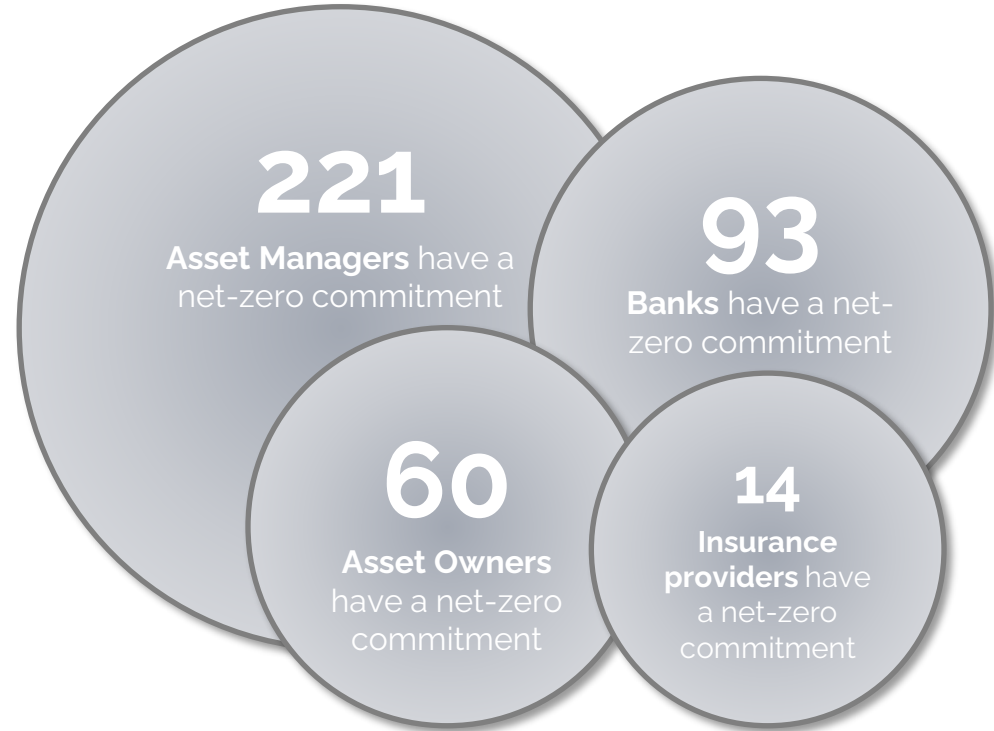 221
Asset Managers have a
net-zero commitment
93
Banks have a net-
zero commitment
60
Asset Owners
have a net-zero
commitment
14
Insurance
providers have
a net-zero
commitment